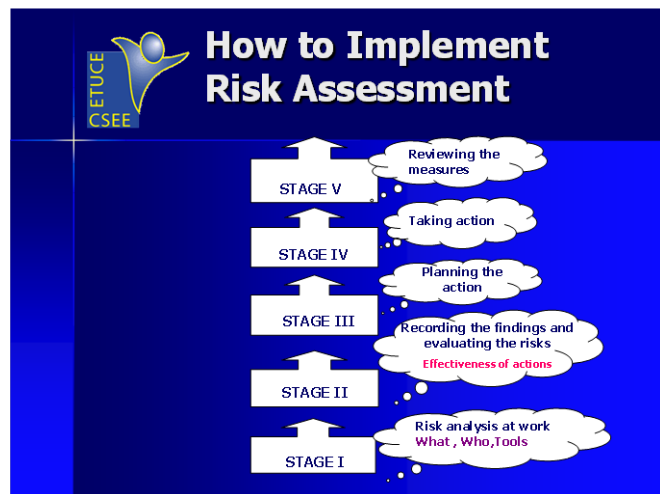 How to Implement
Risk Assessment
ETUCE
CSEE
Reviewing the
measures
STAGE V
Taking action
STAGE IV
Planning the
action
STAGE III
Recording the findings and
evaluating the risks
Effectiveness of actions
STAGE II
Risk analysis at work
What , Who,Tools
STAGE I